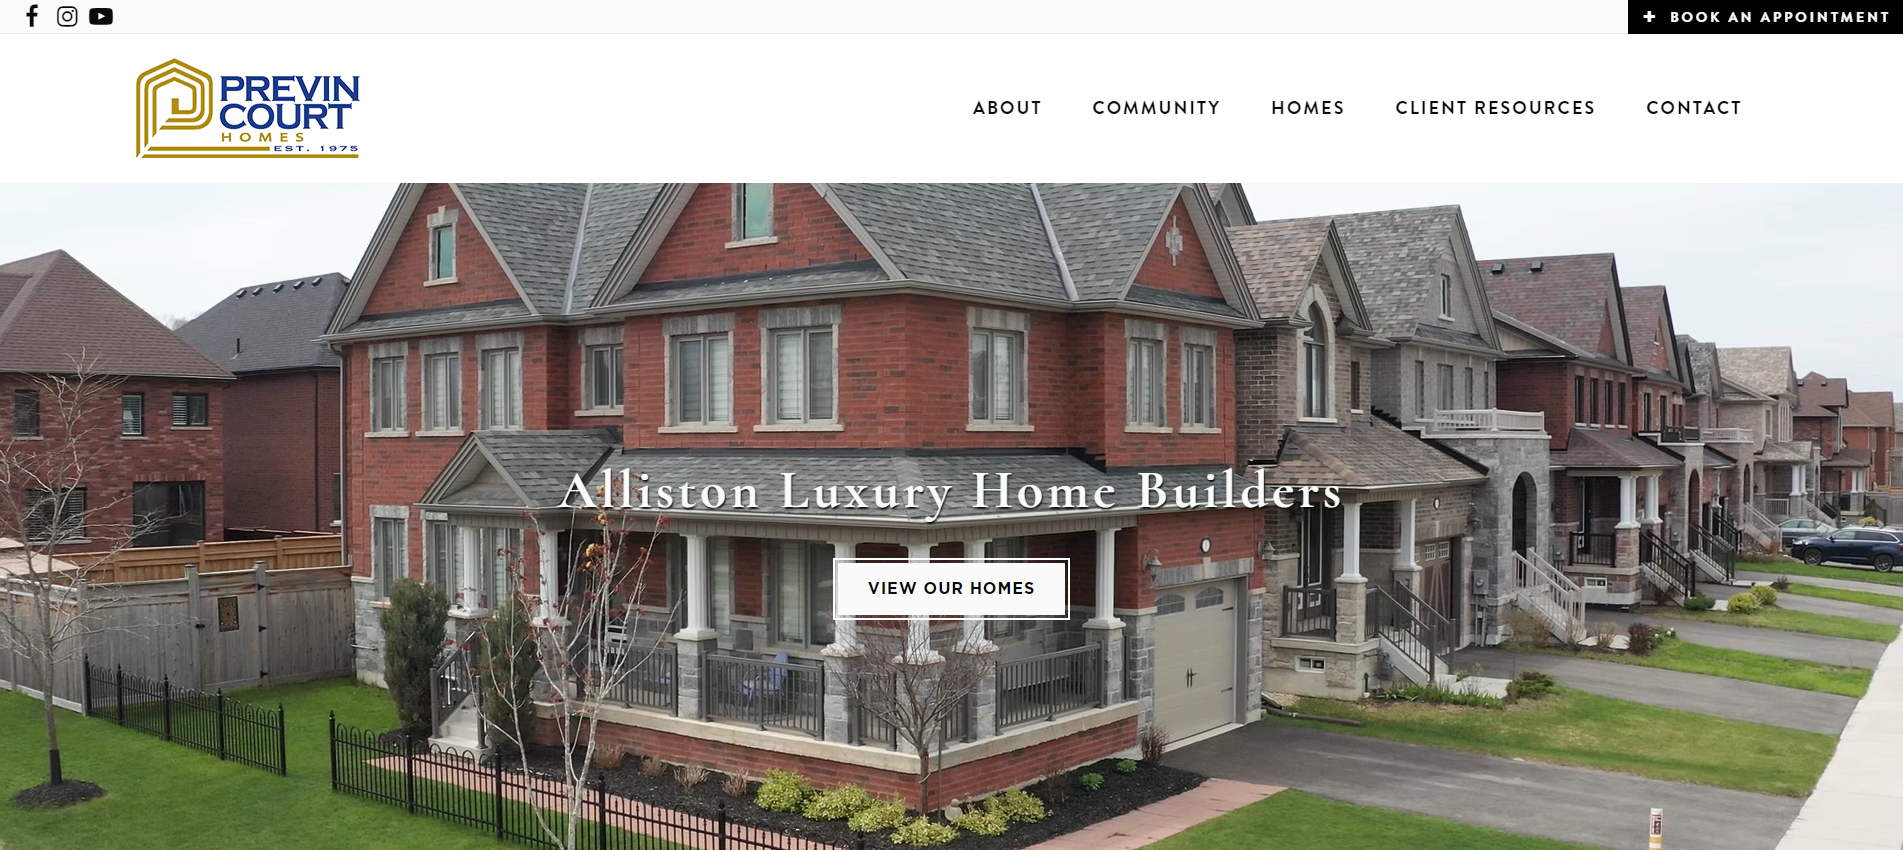 BOOK AN APPOINTMENT
PREVIN
COURT
HOMES
EST. 1975
ABOUT
COMMUNITY
HOMES
CLIENT RESOURCES
CONTACT
Alliston Luxury Home Builders
VIEW OUR HOMES